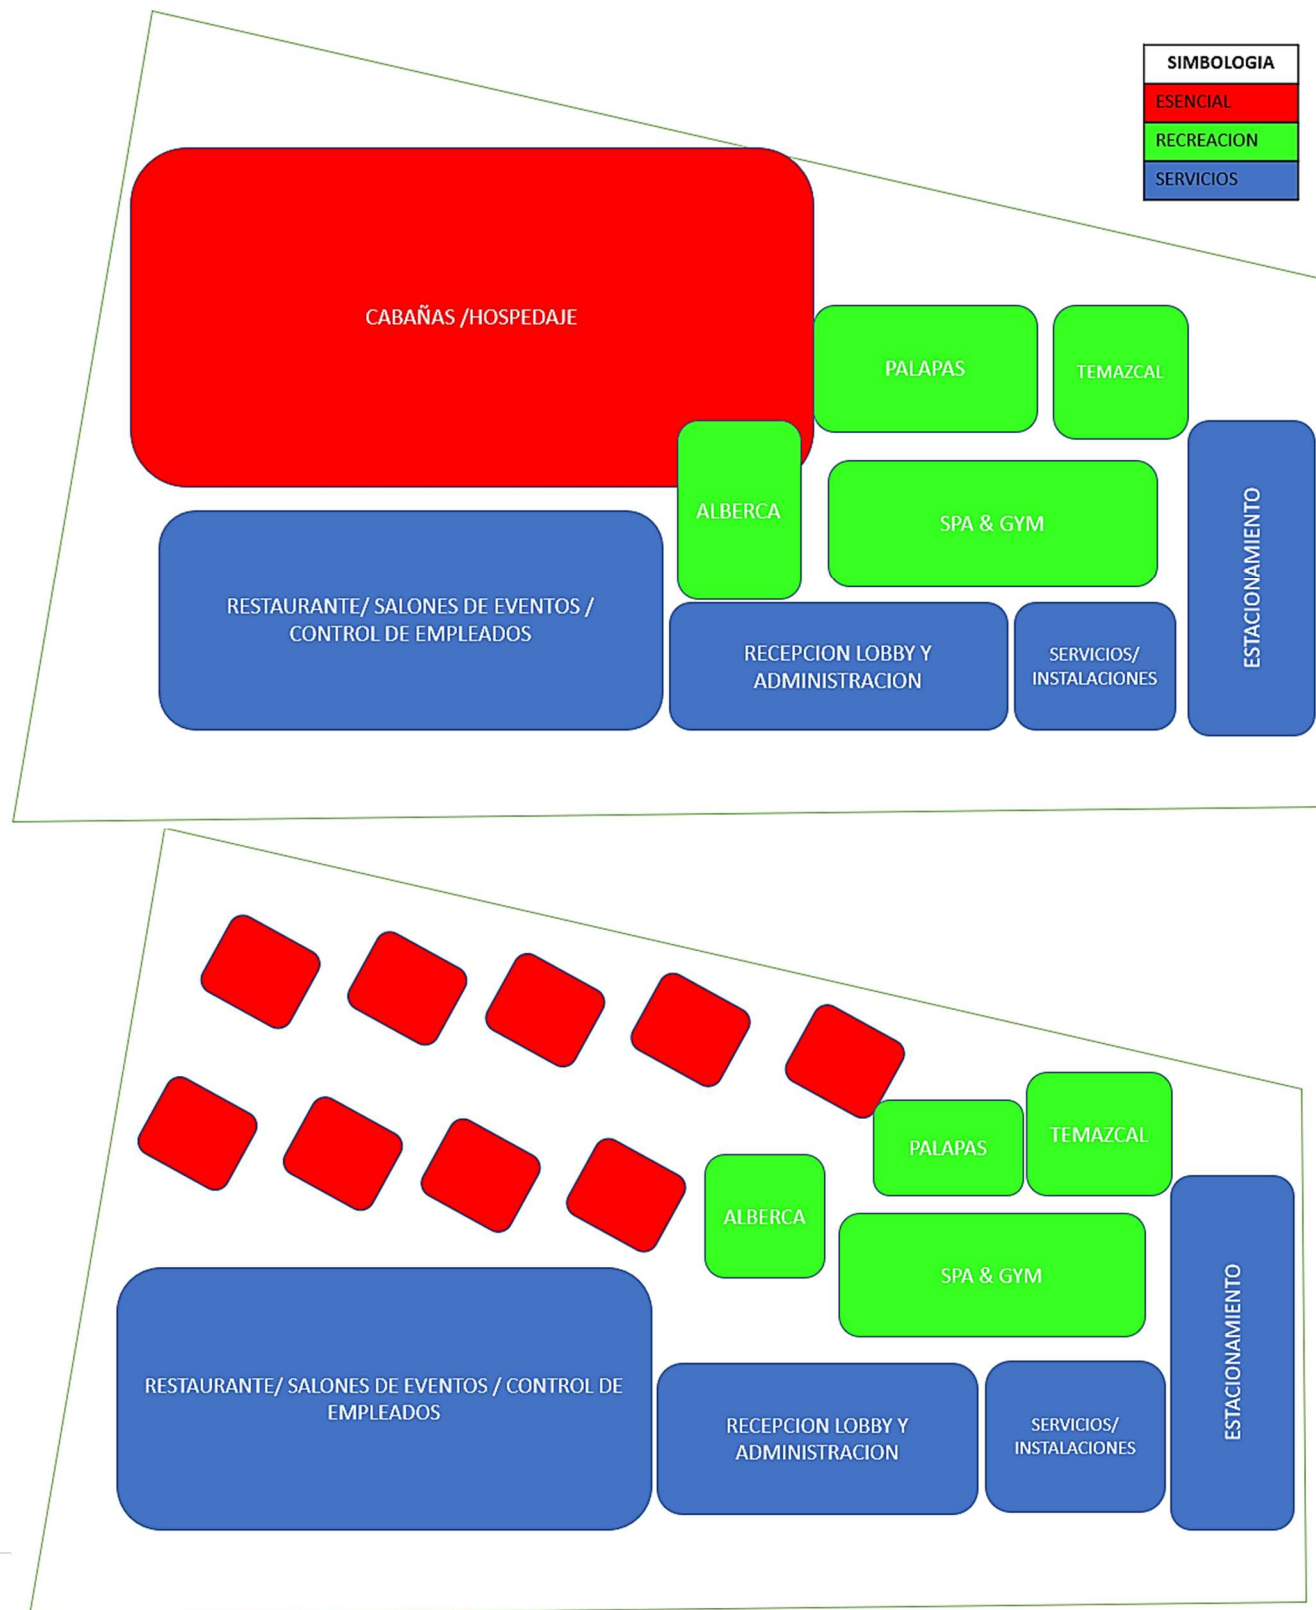 SIMBOLOGIA
ESENCIAL
RECREACION
SERVICIOS
CABAÑAS /HOSPEDAJE
PALAPAS
TEMAZCAL
ALBERCA
SPA & GYM
ESTACIONAMIENTO
RESTAURANTE/ SALONES DE EVENTOS /
CONTROL DE EMPLEADOS
RECEPCION LOBBY Y
ADMINISTRACION
SERVICIOS/
INSTALACIONES
PALAPAS
TEMAZCAL
ALBERCA
SPA & GYM
ESTACIONAMIENTO
RESTAURANTE/ SALONES DE EVENTOS / CONTROL DE
EMPLEADOS
RECEPCION LOBBY Y
ADMINISTRACION
SERVICIOS/
INSTALACIONES